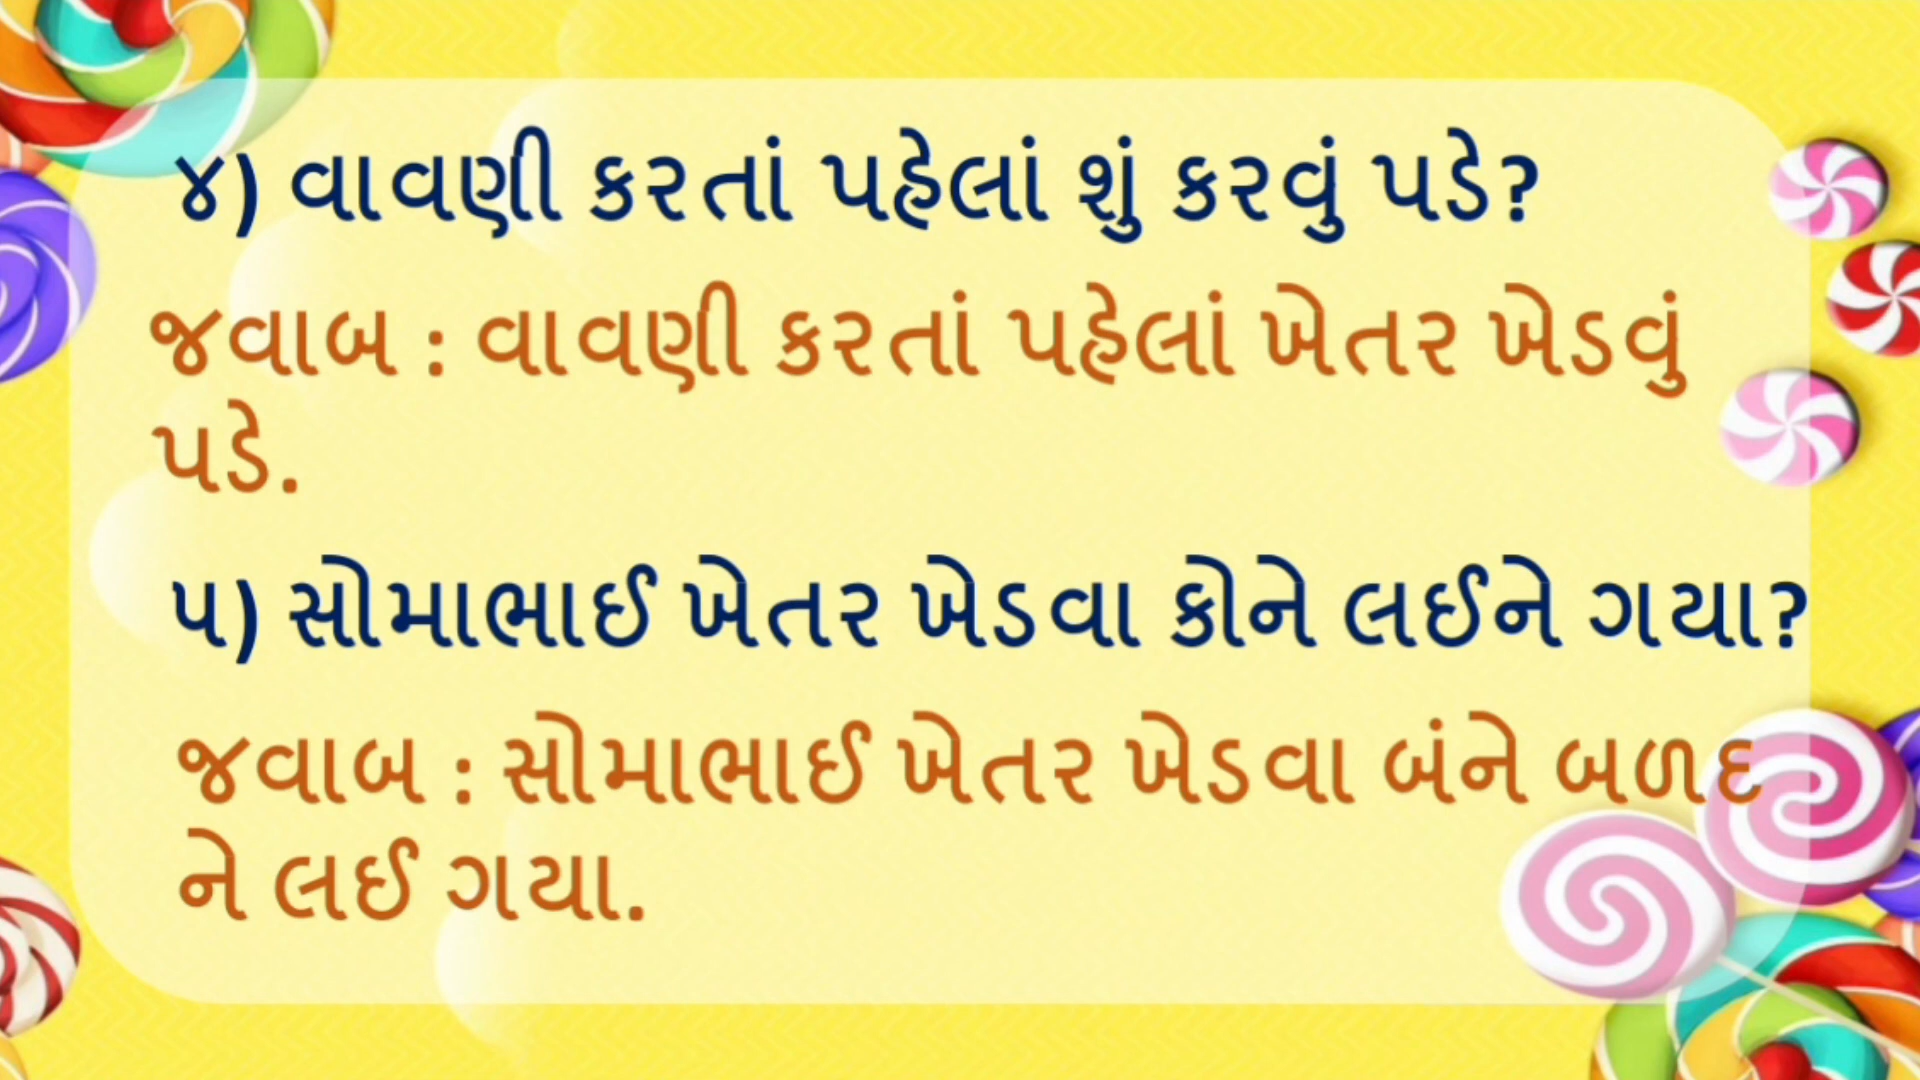 ૪) વાવણી કરતાં પહેલાં શું કરવું પડે?
જવાબ : વાવણી કરતાં પહેલાં ખેતર ખેડવું
પડે.
૫) સોમાભાઈ ખેતર ખેડવા કોને લઈને ગયા?
જવાબ : સોમાભાઈ ખેતર ખેડવા બંને બળદ
ને લઈ ગયા.